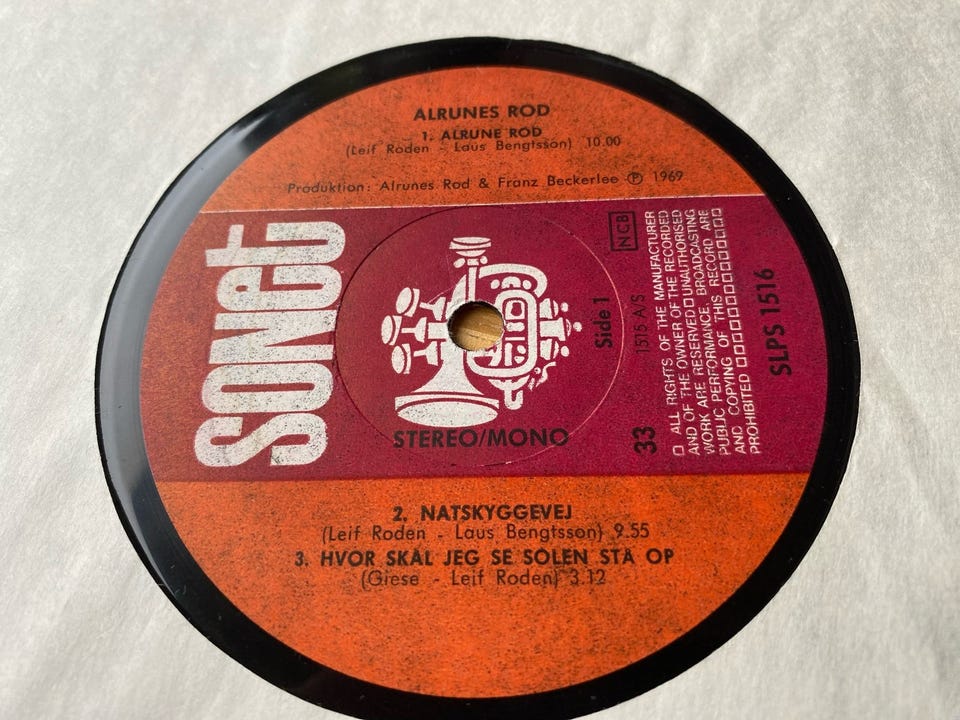 ALRUNES ROD
1. ALRUNE ROD
(Leif Roden - Laus Bengtsson) 10.00
Produktion: Alrunes Rod & Franz Beckerlee Ⓟ 1969
sonet
STEREO/MONO
Side 1
33
1515 A/S
NCB
□ ALL RIGHTS OF THE MANUFACTURER
AND OF THE OWNER OF THE RECORDED
WORK ARE RESERVED □ UNAUTHORISED
PUBLIC PERFORMANCE, BROADCASTING
AND COPYING OF THIS RECORD ARE
PROHIBITED □□□□□□□□□□□□
SLPS 1516
2. NATSKYGGEVEJ
(Leif Roden - Laus Bengtsson) 9.55
3. HVOR SKAL JEG SE SOLEN STA OP
(Giese - Leif Roden) 3.12